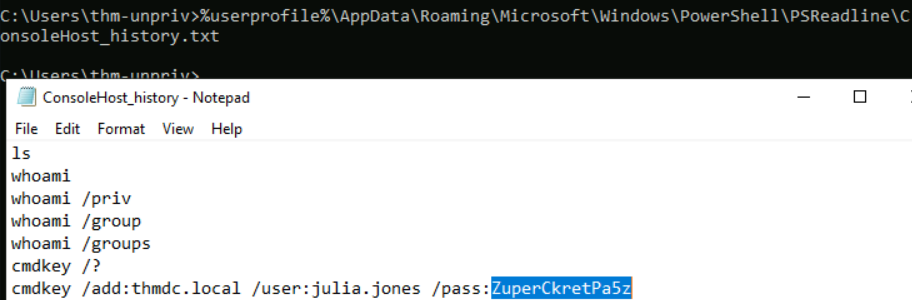 C:\Users\thm-unpriv>%userprofile%\AppData\Roaming\Microsoft\Windows\PowerShell\PSReadline\C
onsoleHost_history.txt
C:\Users\thm-unpriv>
ConsoleHost_history - Notepad
File Edit Format View Help
ls
whoami
whoami /priv
whoami /group
whoami /groups
cmdkey /?
cmdkey /add:thmdc.local /user:julia.jones /pass:ZuperCkretPa5z